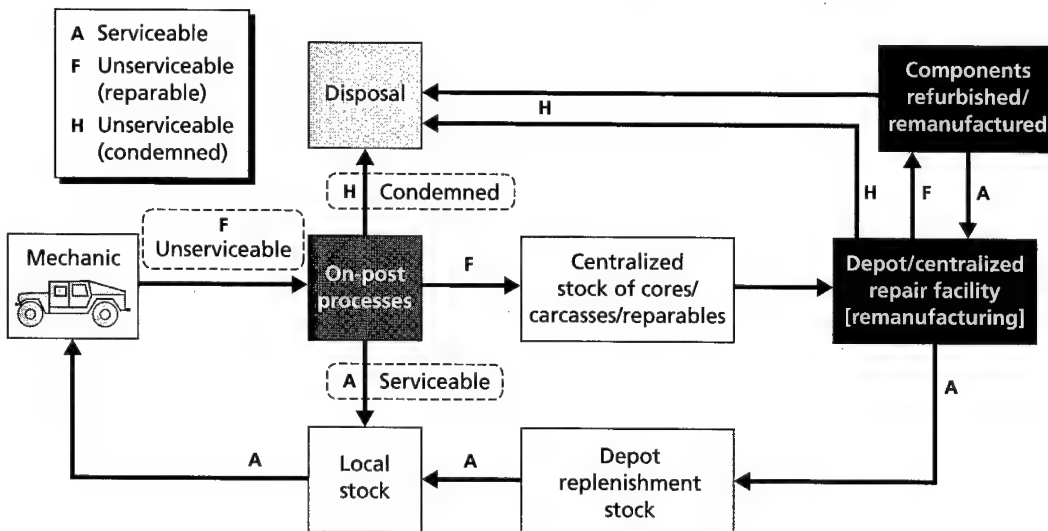 A Serviceable
F Unserviceable
(reparable)
H Unserviceable
(condemned)
Disposal
H
Components
refurbished/
remanufactured
H Condemned
H
F
A
F
Unserviceable
Mechanic
On-post
processes
F
Centralized
stock of cores/
carcasses/reparables
Depot/centralized
repair facility
[remanufacturing]
A Serviceable
A
A
Local
stock
A
Depot
replenishment
stock